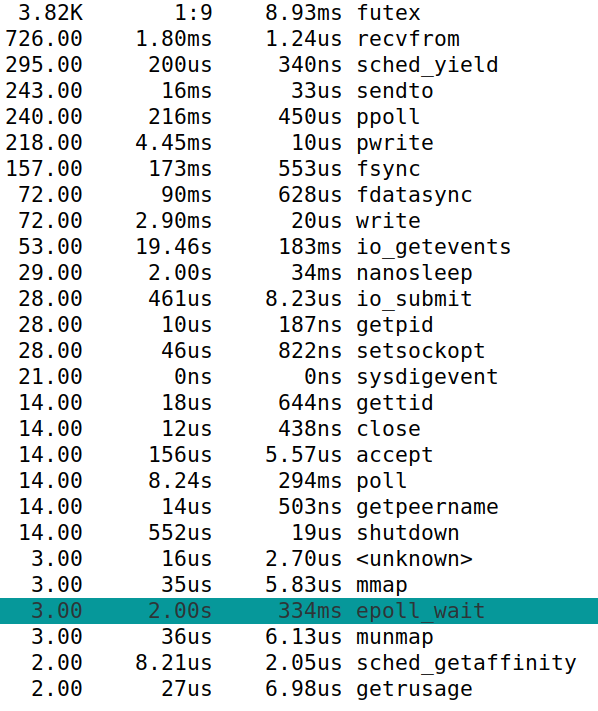 3.82K 1:9 8.93ms futex
726.00 1.80ms 1.24us recvfrom
295.00 200us 340ns sched_yield
243.00 16ms 33us sendto
240.00 216ms 450us ppoll
218.00 4.45ms 10us pwrite
157.00 173ms 553us fsync
72.00 90ms 628us fdatasync
72.00 2.90ms 20us write
53.00 19.46s 183ms io_getevents
29.00 2.00s 34ms nanosleep
28.00 461us 8.23us io_submit
28.00 10us 187ns getpid
28.00 46us 822ns setsockopt
21.00 0ns 0ns sysdigevent
14.00 18us 644ns gettid
14.00 12us 438ns close
14.00 156us 5.57us accept
14.00 8.24s 294ms poll
14.00 14us 503ns getpeername
14.00 552us 19us shutdown
3.00 16us 2.70us <unknown>
3.00 35us 5.83us mmap
3.00 2.00s 334ms epoll_wait
3.00 36us 6.13us munmap
2.00 8.21us 2.05us sched_getaffinity
2.00 27us 6.98us getrusage